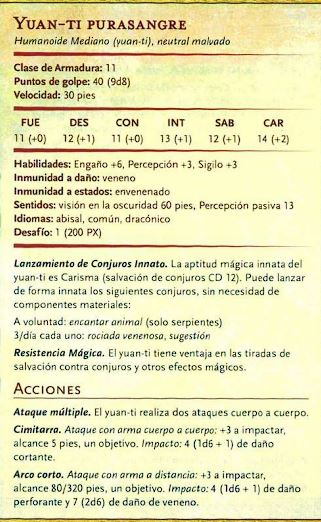 YUAN-TI PURASANGRE
Humanoide Mediano (yuan-ti), neutral malvado
Clase de Armadura: 11
Puntos de golpe: 40 (9d8)
Velocidad: 30 pies
FUE DES CON INT SAB CAR
11 (+0) 12 (+1) 11 (+0) 13 (+1) 12 (+1) 14 (+2)
Habilidades: Engaño +6, Percepción +3, Sigilo +3
Inmunidad a daño: veneno
Inmunidad a estados: envenenado
Sentidos: visión en la oscuridad 60 pies, Percepción pasiva 13
Idiomas: abisal, común, dracónico
Desafío: 1 (200 PX)
Lanzamiento de Conjuros Innato. La aptitud mágica innata del
yuan-ti es Carisma (salvación de conjuros CD 12). Puede lanzar
de forma innata los siguientes conjuros, sin necesidad de
componentes materiales:
A voluntad: encantar animal (solo serpientes)
3/día cada uno: rociada venenosa, sugestión
Resistencia Mágica. El yuan-ti tiene ventaja en las tiradas de
salvación contra conjuros y otros efectos mágicos.
ACCIONES
Ataque múltiple. El yuan-ti realiza dos ataques cuerpo a cuerpo.
Cimitarra. Ataque con arma cuerpo a cuerpo: +3 a impactar,
alcance 5 pies, un objetivo. Impacto: 4 (1d6 + 1) de daño
cortante.
Arco corto. Ataque con arma a distancia: +3 a impactar,
alcance 80/320 pies, un objetivo. Impacto: 4 (1d6 + 1) de daño
perforante y 7 (2d6) de daño de veneno.